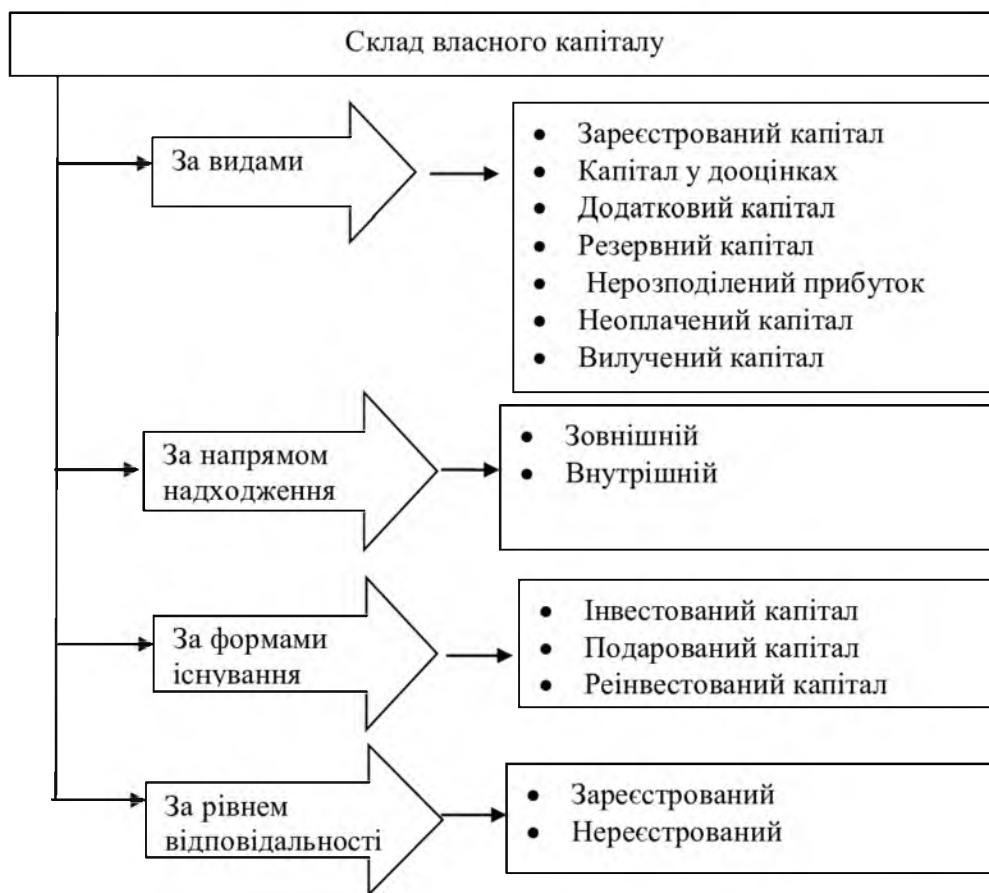 Склад власного капіталу
За видами
• Зареєстрований капітал
• Капітал у дооцінках
• Додатковий капітал
• Резервний капітал
• Нерозподілений прибуток
• Неоплачений капітал
• Вилучений капітал
За напрямом
надходження
• Зовнішній
• Внутрішній
За формами
існування
• Інвестований капітал
• Подарований капітал
• Реінвестований капітал
За рівнем
відповідальності
• Зареєстрований
• Нереєстрований